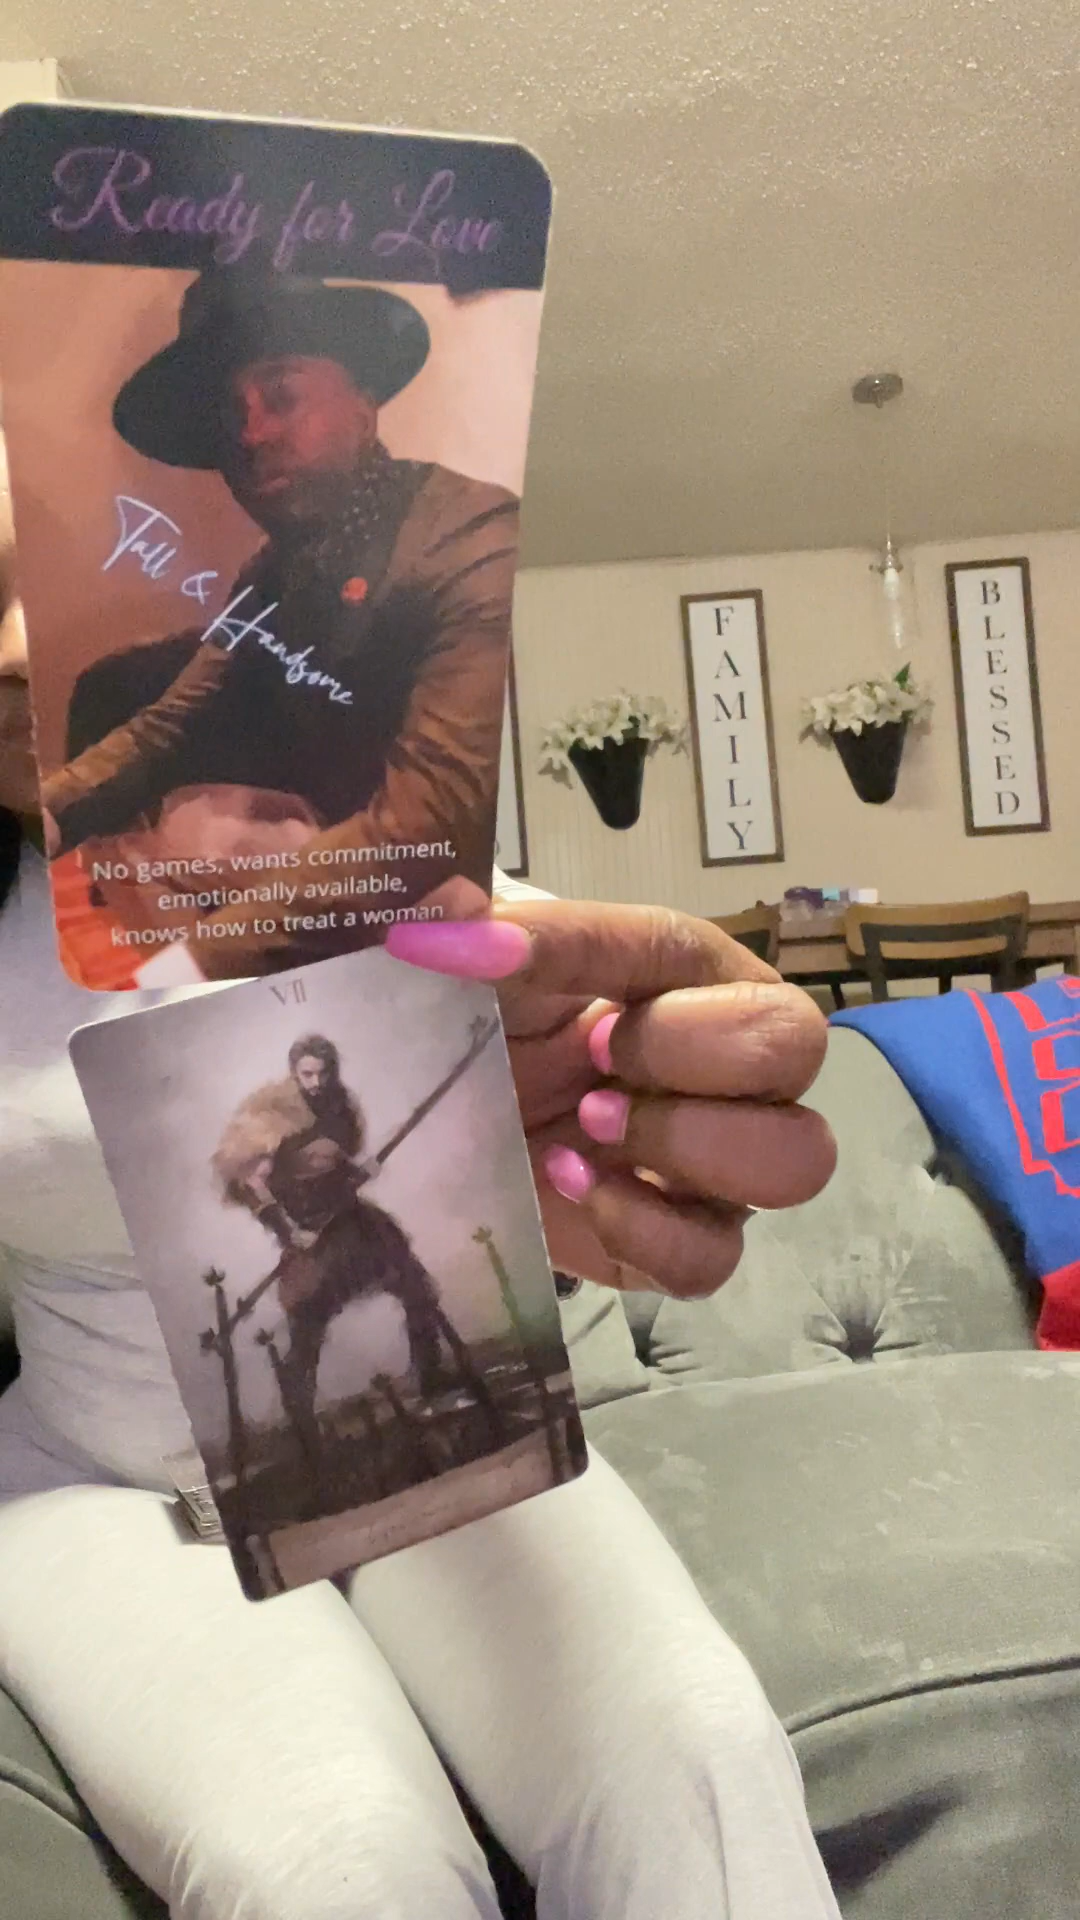 Ready for Love
Tall & Handsome
No games, wants commitment,
emotionally available,
knows how to treat a woman
VII
FAMILY
BLESSED